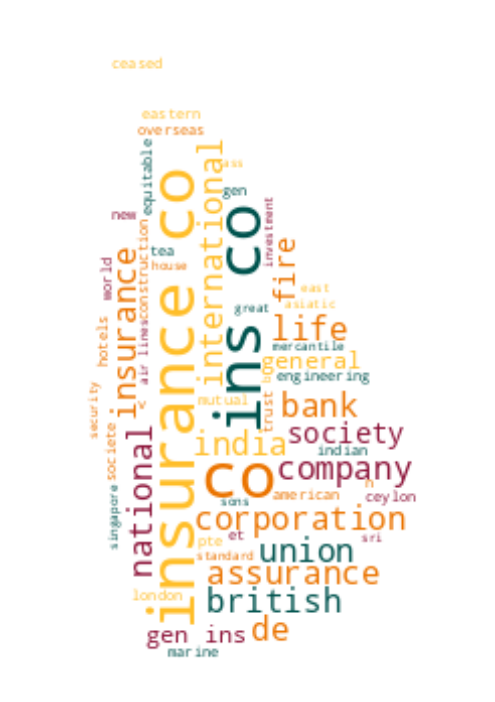 ceased
eastern
overseas
equitable
insurance co
international
ass
gen
ins co
investment
new
construction
tea
house
insurance
world
fire
east
asiatic
great
life
air lines
hotels
mercantile
general
engineering
mutual
trust
bank
security
societe
national
india
society
indian
co
company
singapore
sons
american
ceylon
corporation
et
sri
pte
standard
union
assurance
london
british
gen ins
de
marine